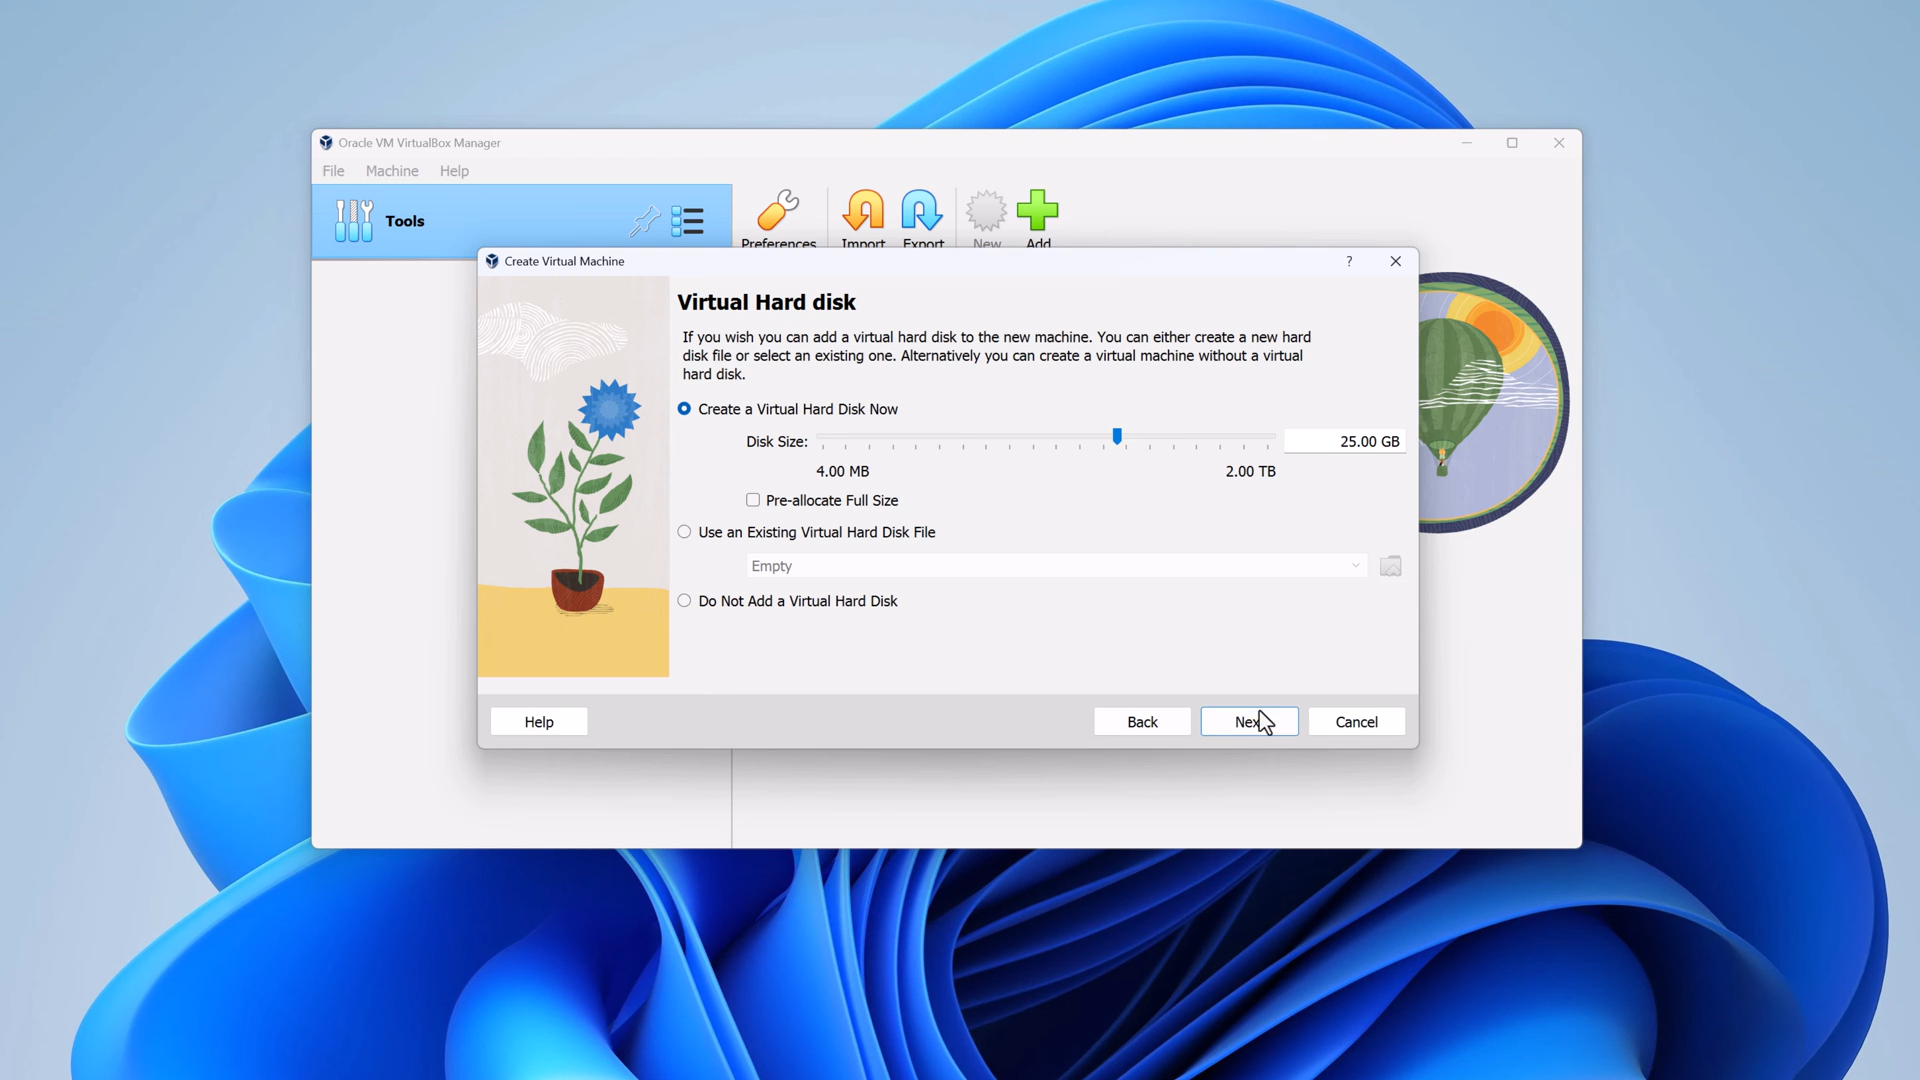 Oracle VM VirtualBox Manager
File Machine Help
Tools
Preferences Import Export New Add
Create Virtual Machine
?
Virtual Hard disk
If you wish you can add a virtual hard disk to the new machine. You can either create a new hard
disk file or select an existing one. Alternatively you can create a virtual machine without a virtual
hard disk.
Create a Virtual Hard Disk Now
Disk Size: 25.00 GB
4.00 MB 2.00 TB
Pre-allocate Full Size
Use an Existing Virtual Hard Disk File
Empty
Do Not Add a Virtual Hard Disk
Help Back Next Cancel